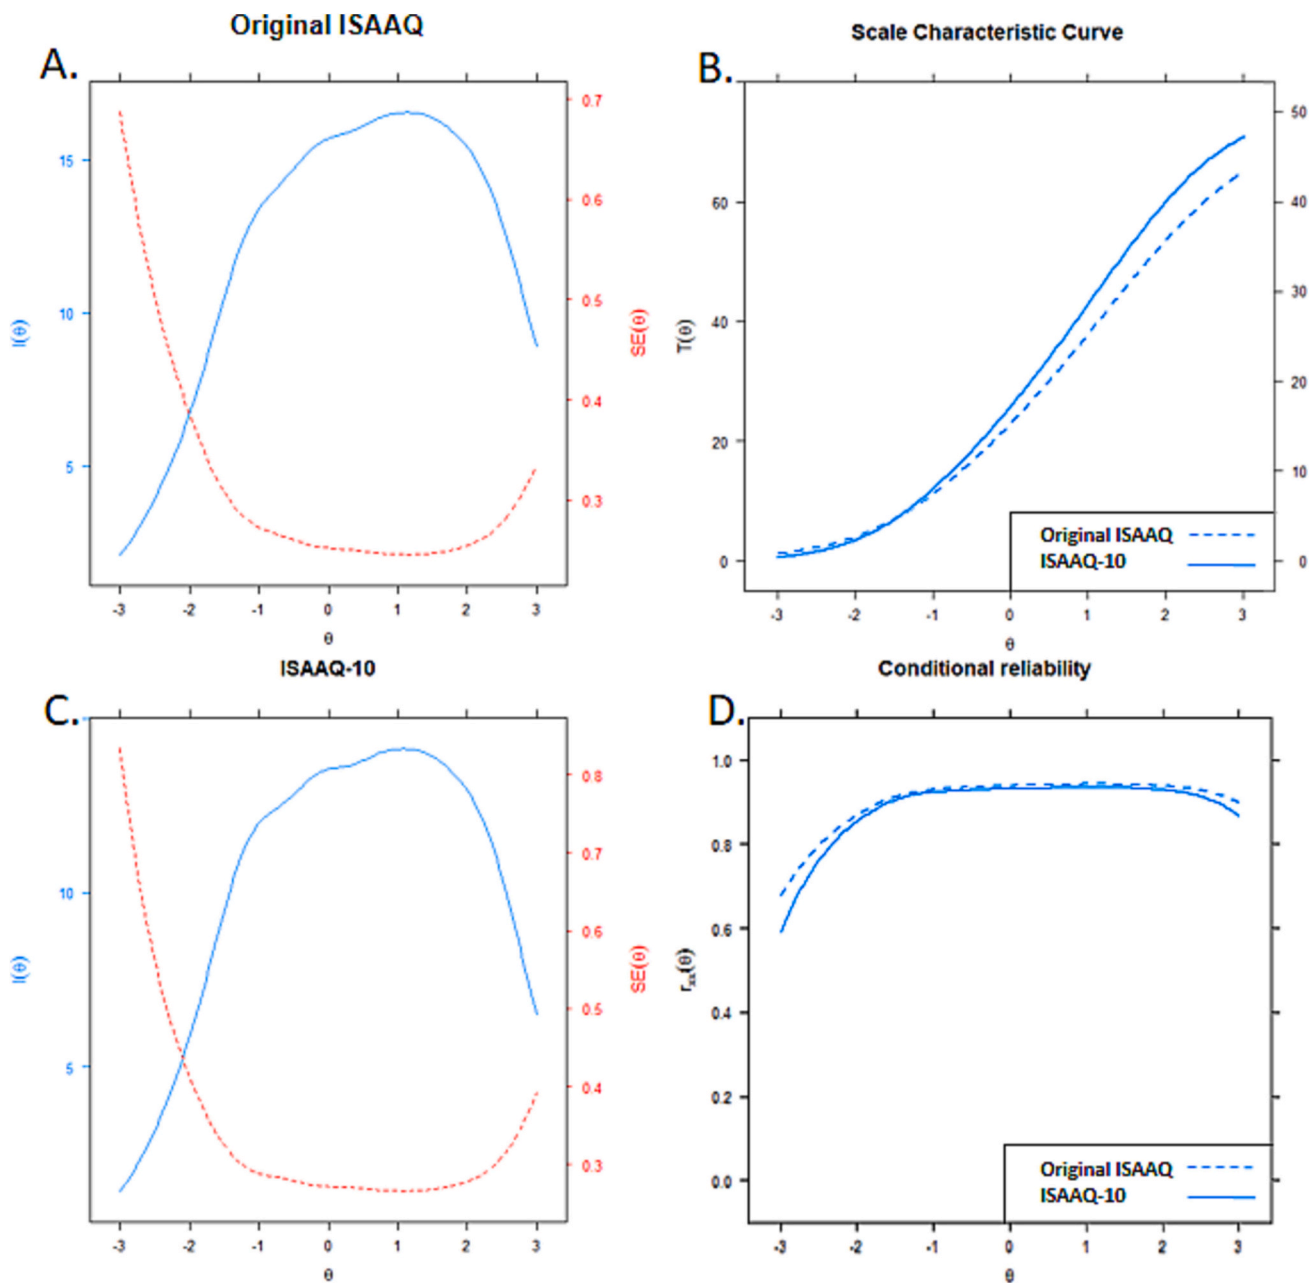 Original ISAAQ
A.
I(θ)
15
10
5
SE(θ)
0.7
0.6
0.5
0.4
0.3
-3 -2 -1 0 1 2 3
θ
Scale Characteristic Curve
B.
T(θ)
60
40
20
0
50
40
30
20
10
0
Original ISAAQ
ISAAQ-10
-3 -2 -1 0 1 2 3
θ
ISAAQ-10
C.
I(θ)
10
5
SE(θ)
0.8
0.7
0.6
0.5
0.4
0.3
-3 -2 -1 0 1 2 3
θ
Conditional reliability
D.
rxx(θ)
1.0
0.8
0.6
0.4
0.2
0.0
Original ISAAQ
ISAAQ-10
-3 -2 -1 0 1 2 3
θ